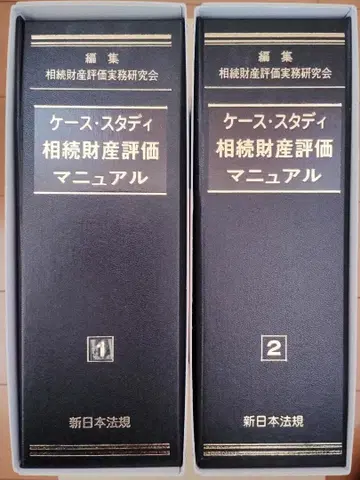 編集
相続財産評価実務研究会
ケース・スタディ
相続財産評価
マニュアル
1
新日本法規
編集
相続財産評価実務研究会
ケース・スタディ
相続財産評価
マニュアル
2
新日本法規